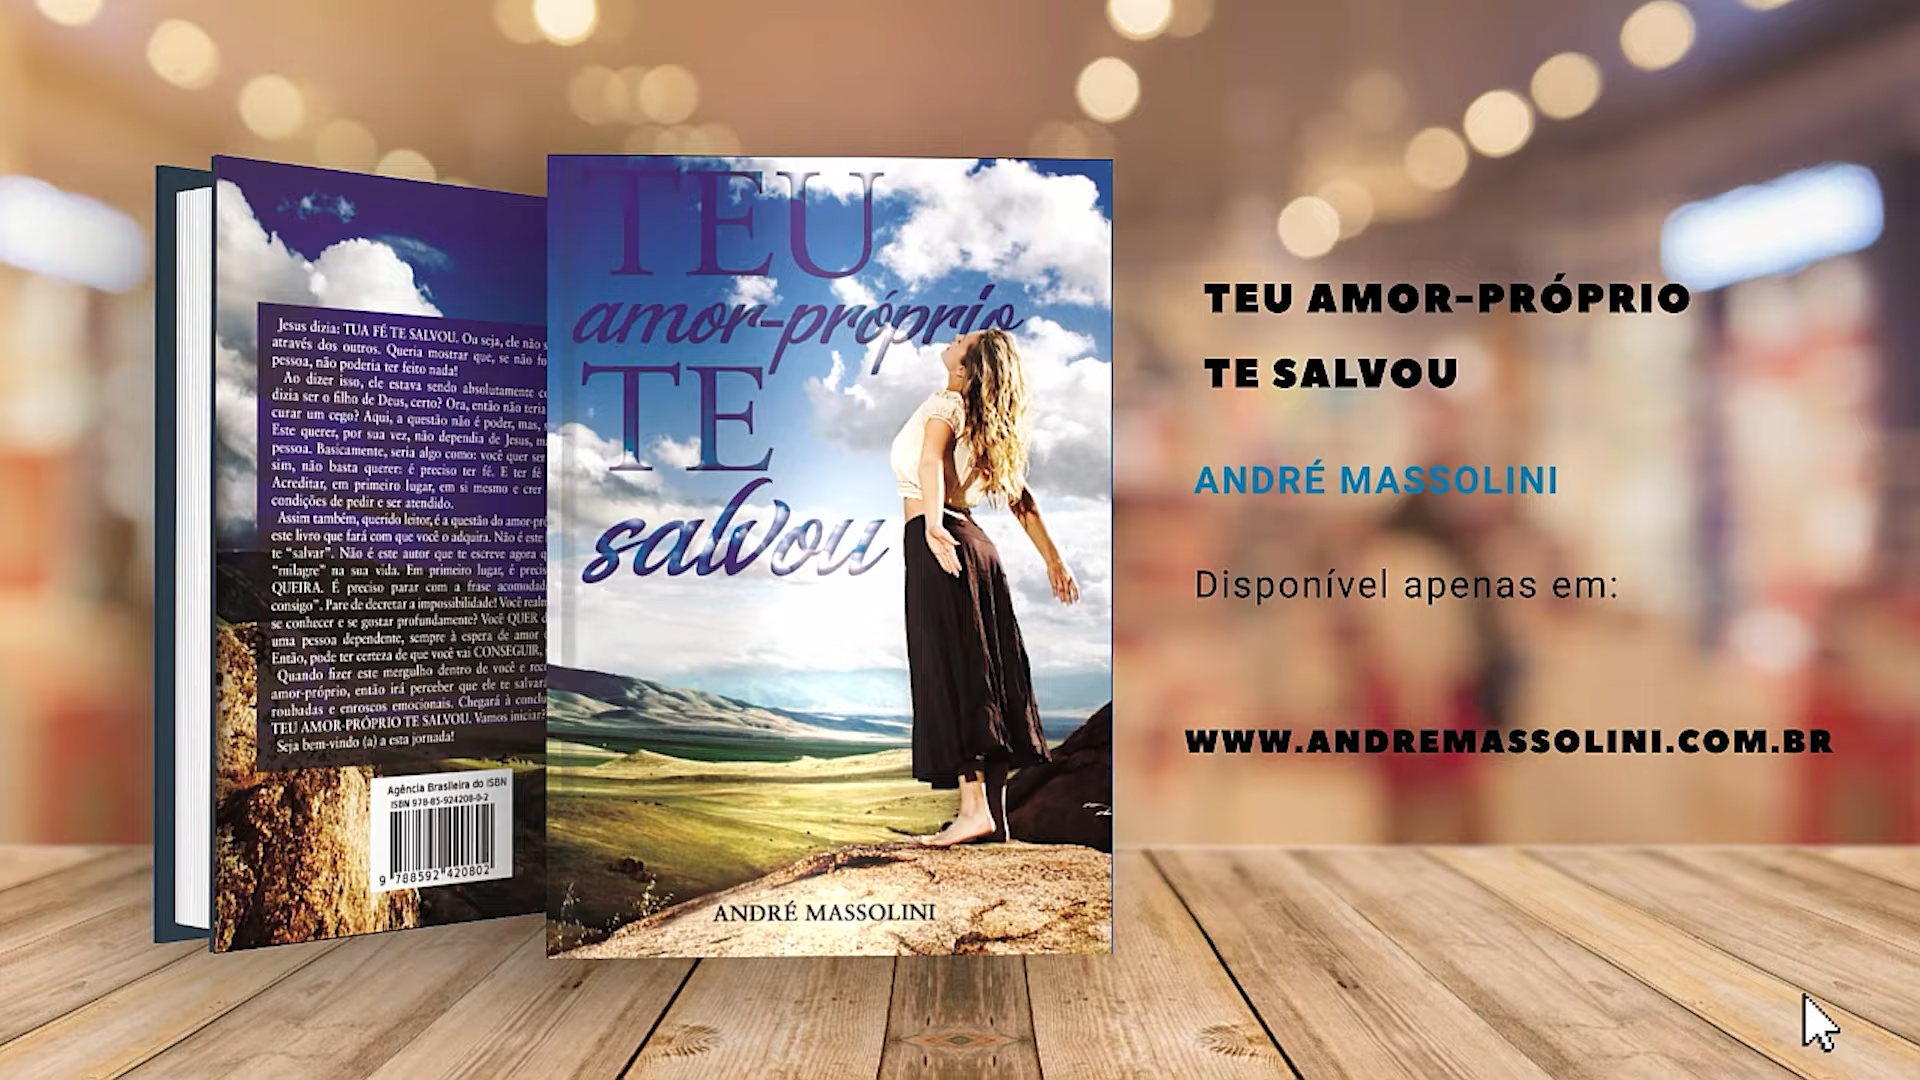 Jesus dizia: TUA FÉ TE SALVOU. Ou seja, ele não
através dos outros. Queria mostrar que, se não
pessoa, não poderia ter feito nada!
Ao dizer isso, ele estava sendo absolutamente
dizia ser o filho de Deus, certo? Ora, então não teria
curar um cego? Aqui, a questão não é poder, mas,
Este querer, por sua vez, não dependia de Jesus,
pessoa. Basicamente, seria algo como: você quer
sim, não basta querer: é preciso ter fé. E ter fé
Acreditar, em primeiro lugar, em si mesmo e crer
condições de pedir e ser atendido.
Assim também, querido leitor, é a questão do
este livro que fará com que você o adquira. Não é este
te “salvar”. Não é este autor que te escreve agora
“milagre” na sua vida. Em primeiro lugar, é
QUEIRA. É preciso parar com a frase
consigo”. Pare de decretar a impossibilidade! Você
se conhecer e se gostar profundamente? Você QUER
uma pessoa dependente, sempre à espera de amor
Então, pode ter certeza de que você vai CONSEGUIR,
Quando fizer este mergulho dentro de você e
amor-próprio, então irá perceber que ele te
roubadas e enroscos emocionais. Chegará à
TEU AMOR-PRÓPRIO TE SALVOU. Vamos iniciar?
Seja bem-vindo (a) a esta jornada!
Agência Brasileira do ISBN
ISBN 978-85-924208-0-2
9 788592 420802
TEU
amor-próprio
TE
salvou
ANDRÉ MASSOLINI
TEU AMOR-PRÓPRIO
TE SALVOU
ANDRÉ MASSOLINI
Disponível apenas em:
WWW.ANDREMASSOLINI.COM.BR